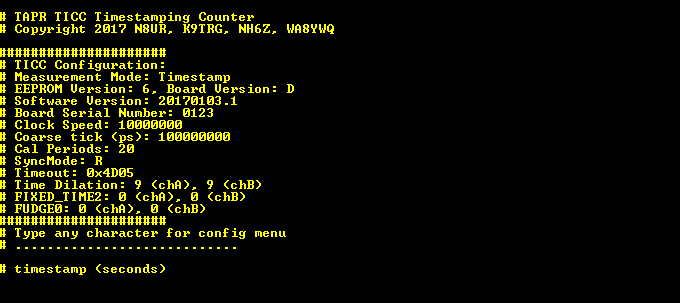 # TAPR TICC Timestamping Counter
# Copyright 2017 N8UR, K9TRG, NH6Z, WA8YWQ
#####################
# TICC Configuration:
# Measurement Mode: Timestamp
# EEPROM Version: 6, Board Version: D
# Software Version: 20170103.1
# Board Serial Number: 0123
# Clock Speed: 10000000
# Coarse tick (ps): 100000000
# Cal Periods: 20
# SyncMode: R
# Timeout: 0x4D05
# Time Dilation: 9 (chA), 9 (chB)
# FIXED_TIME2: 0 (chA), 0 (chB)
# FUDGE0: 0 (chA), 0 (chB)
#####################
# Type any character for config menu
# ............................
# timestamp (seconds)